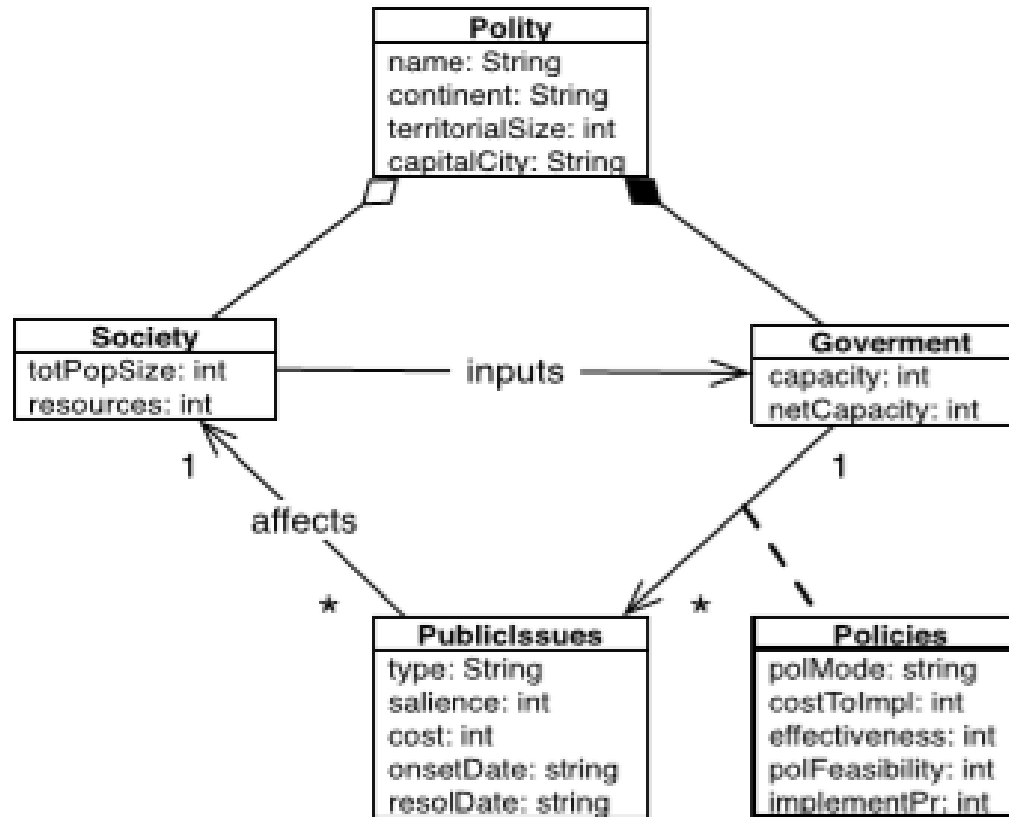 Polity
name: String
continent: String
territorialSize: int
capitalCity: String
Society
totPopSize: int
resources: int
inputs
Goverment
capacity: int
netCapacity: int
1
1
affects
*
*
PublicIssues
type: String
salience: int
cost: int
onsetDate: string
resolDate: string
Policies
polMode: string
costToImpl: int
effectiveness: int
polFeasibility: int
implementPr: int